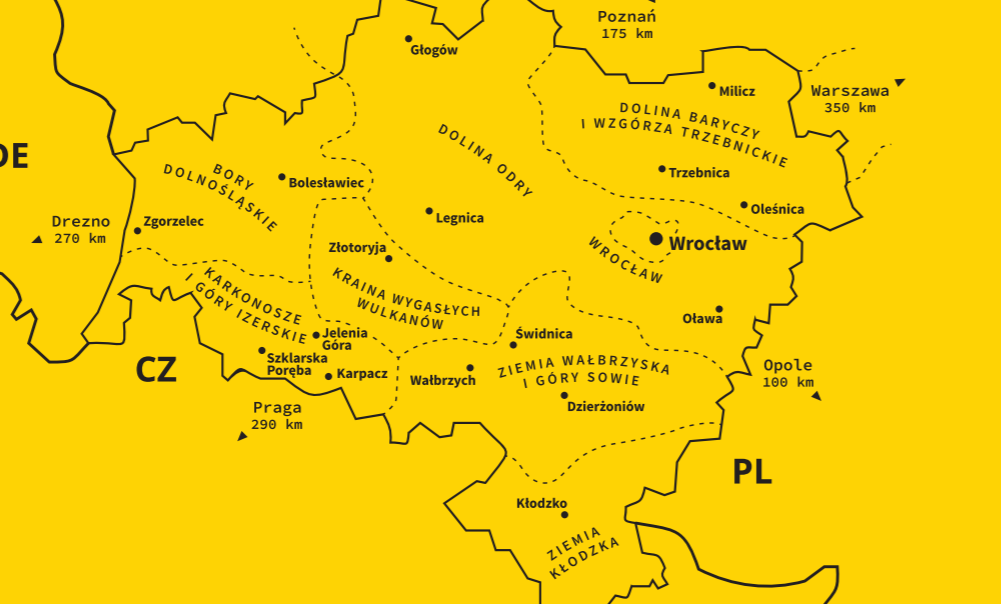 Poznań
175 km
Głogów
Milicz
Warszawa
350 km
DOLINA BARYCZY
I WZGÓRZA TRZEBNICKIE
DOLINA ODRY
DE
BORY
DOLNOŚLĄSKIE
Bolesławiec
Trzebnica
Legnica
Oleśnica
Drezno
270 km
Zgorzelec
Złotoryja
Wrocław
WROCŁAW
KARKONOSZE
I GÓRY IZERSKIE
KRAINA WYGASŁYCH
WULKANÓW
Oława
Jelenia
Góra
Świdnica
Szklarska
Poręba
Karpacz
CZ
Wałbrzych
ZIEMIA WAŁBRZYSKA
I GÓRY SOWIE
Opole
100 km
Dzierżoniów
Praga
290 km
PL
Kłodzko
ZIEMIA
KŁODZKA